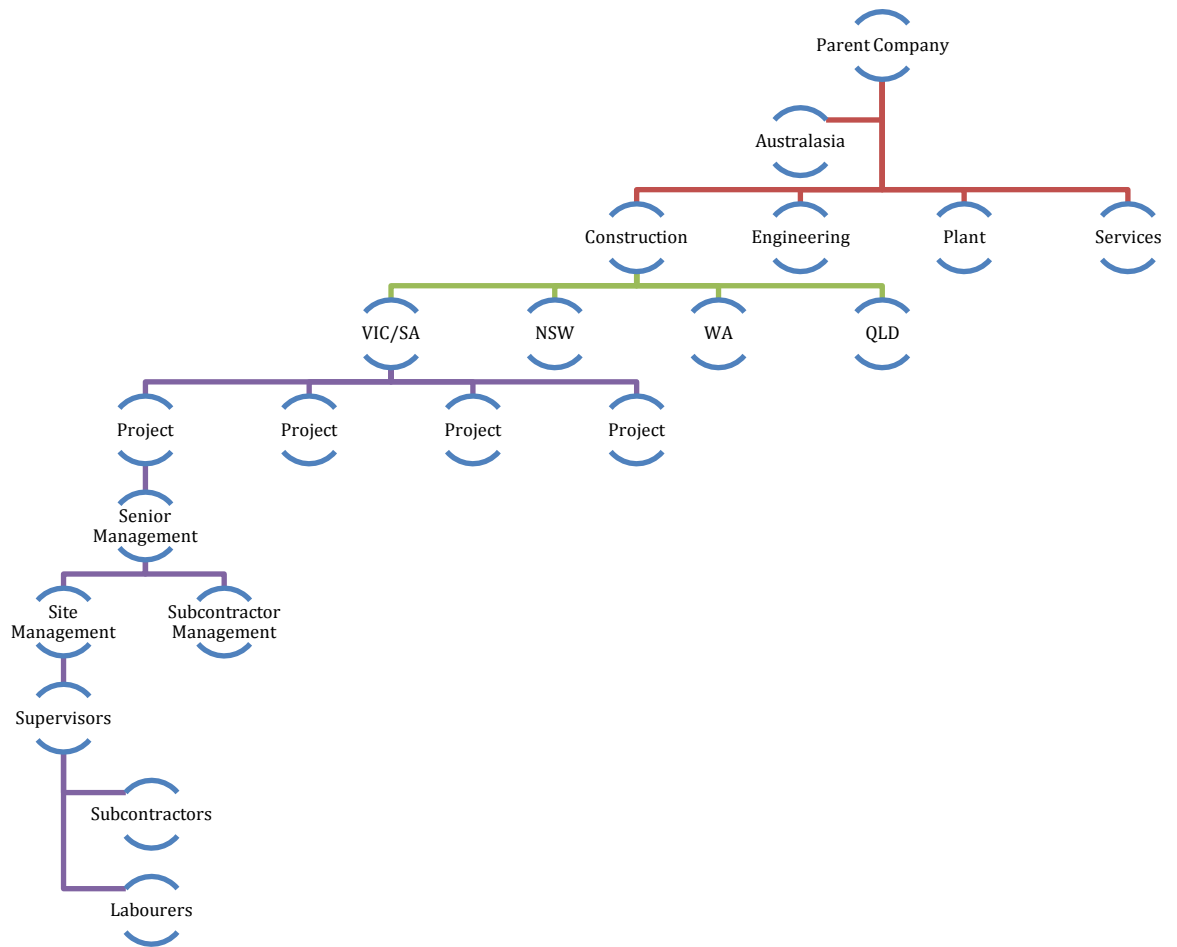 Parent Company
Australasia
Construction
Engineering
Plant
Services
VIC/SA
NSW
WA
QLD
Project
Project
Project
Project
Senior
Management
Site
Management
Subcontractor
Management
Supervisors
Subcontractors
Labourers